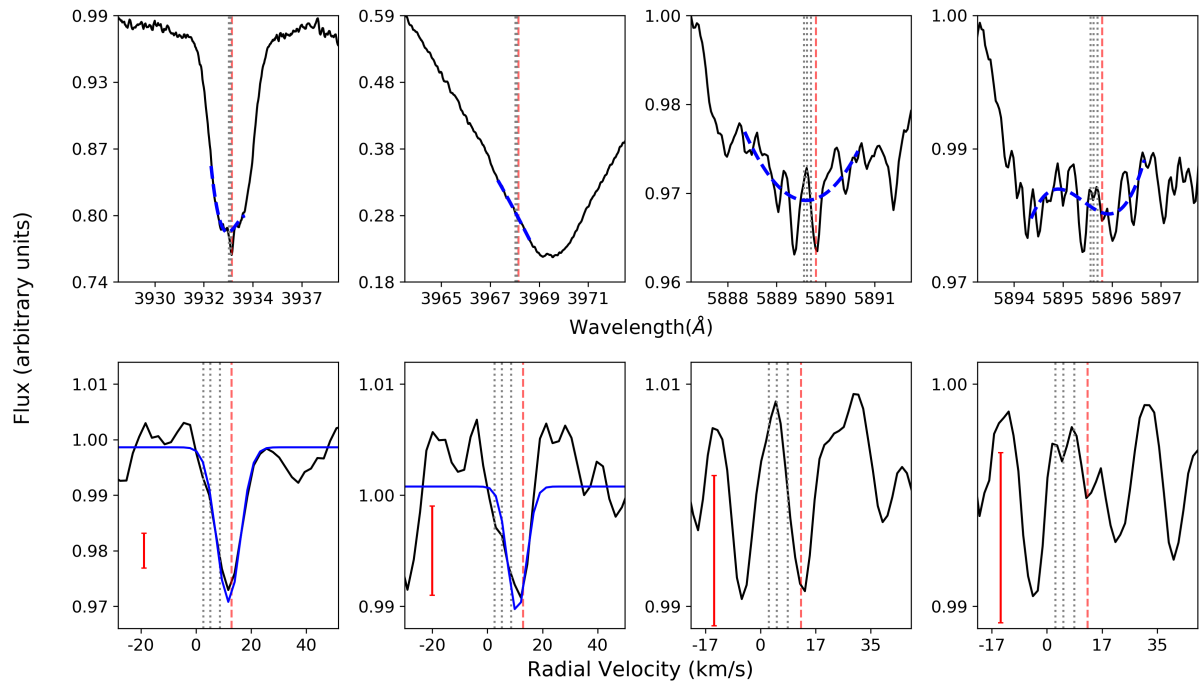 0.99 0.59 1.00 1.00
0.93 0.48 0.98 0.99
0.87 0.38 0.97 0.97
0.80 0.28 0.96
0.74 0.18
3930 3932 3934 3937 3965 3967 3969 3971 5888 5889 5890 5891 5894 5895 5896 5897
Wavelength(Å)
Flux (arbitrary units)
1.01 1.01 1.01 1.00
1.00 1.00 0.99 0.99
0.99 0.99
0.98
0.97
-20 0 20 40 -20 0 20 40 -17 0 17 35 -17 0 17 35
Radial Velocity (km/s)